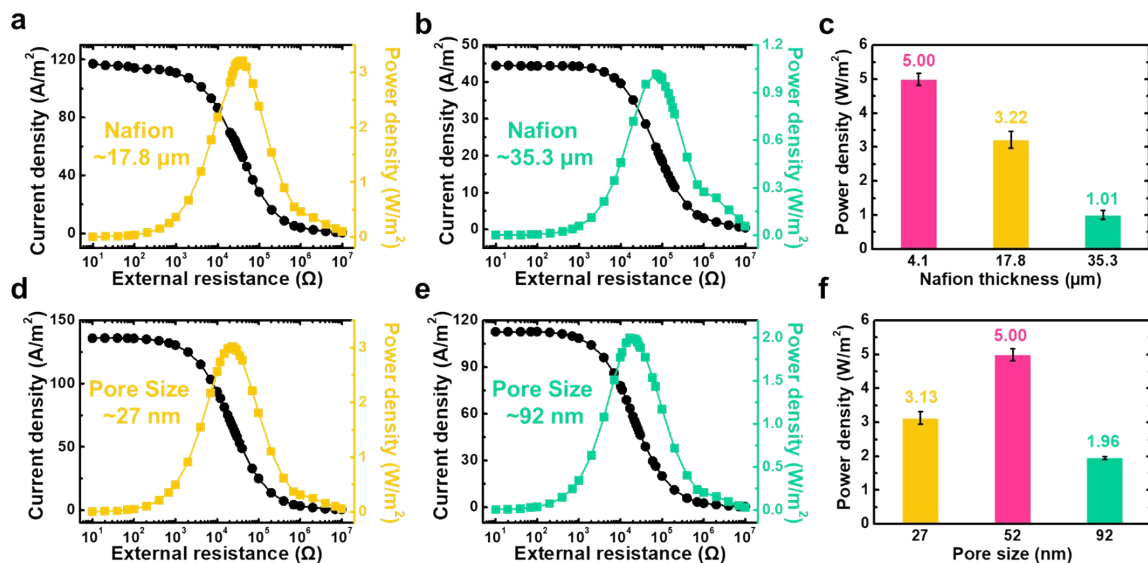 a
Current density (A/m²)
120
80
40
0
Nafion
~17.8 μm
3
2
1
0
Power density (W/m²)
10¹ 10² 10³ 10⁴ 10⁵ 10⁶ 10⁷
External resistance (Ω)
b
Current density (A/m²)
50
40
30
20
10
0
Nafion
~35.3 μm
1.2
0.9
0.6
0.3
0.0
Power density (W/m²)
10¹ 10² 10³ 10⁴ 10⁵ 10⁶ 10⁷
External resistance (Ω)
c
Power density (W/m²)
6
5
4
3
2
1
0
5.00
3.22
1.01
4.1 17.8 35.3
Nafion thickness (μm)
d
Current density (A/m²)
150
125
100
75
50
25
0
Pore Size
~27 nm
3
2
1
0
Power density (W/m²)
10¹ 10² 10³ 10⁴ 10⁵ 10⁶ 10⁷
External resistance (Ω)
e
Current density (A/m²)
120
100
80
60
40
20
0
Pore Size
~92 nm
2.0
1.5
1.0
0.5
0.0
Power density (W/m²)
10¹ 10² 10³ 10⁴ 10⁵ 10⁶ 10⁷
External resistance (Ω)
f
Power density (W/m²)
6
5
4
3
2
1
0
3.13
5.00
1.96
27 52 92
Pore size (nm)